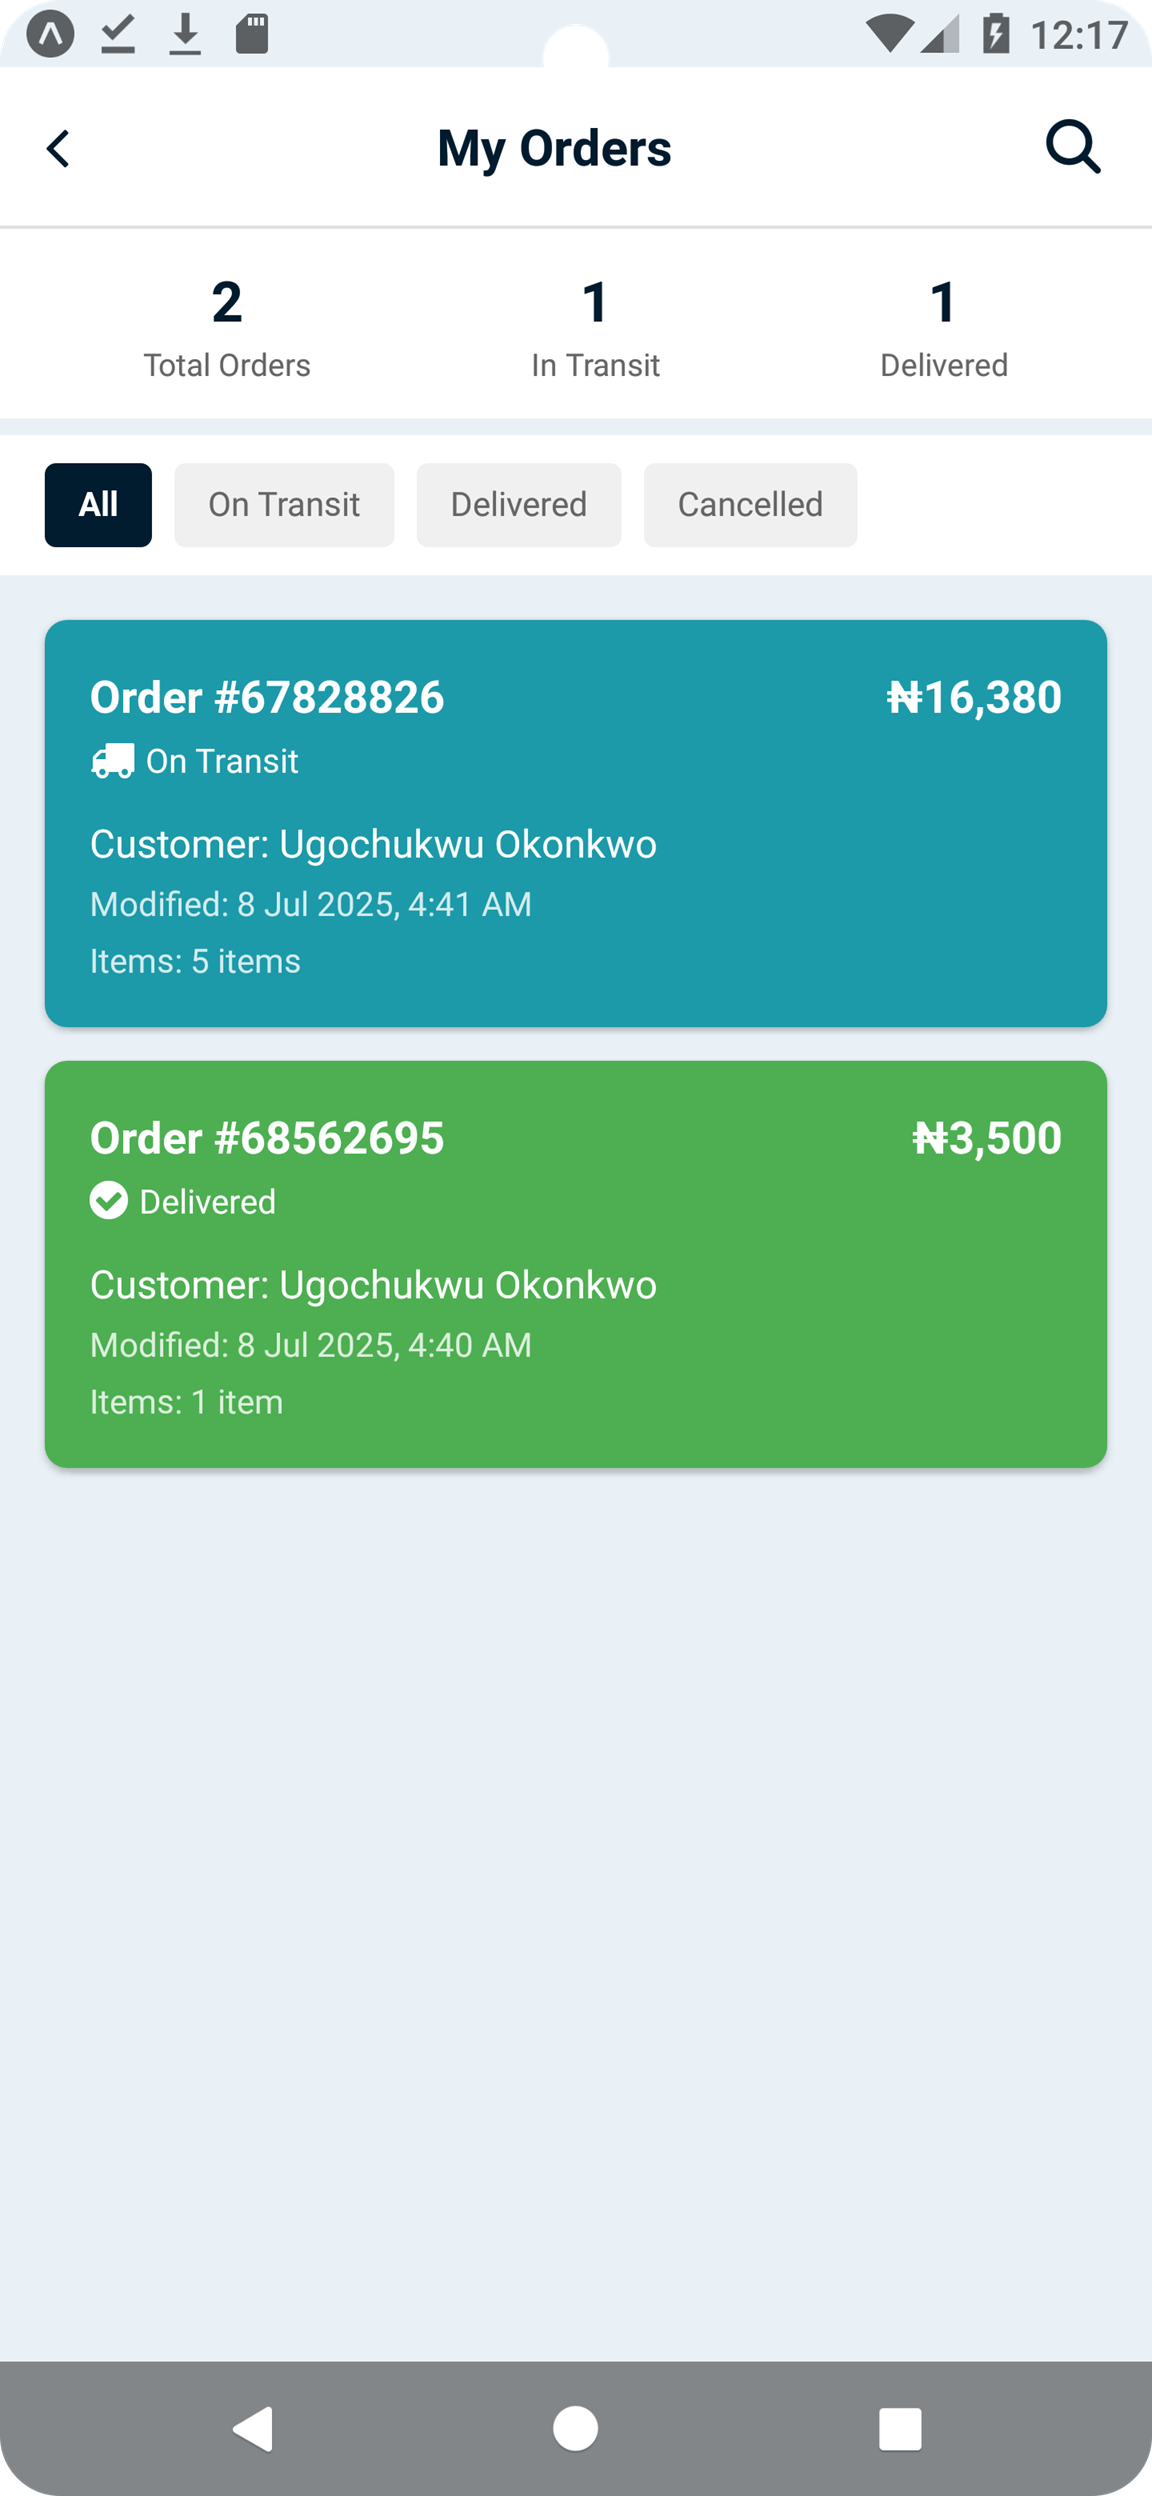 12:17
My Orders
2 1 1
Total Orders In Transit Delivered
All On Transit Delivered Cancelled
Order #67828826 ₦16,380
On Transit
Customer: Ugochukwu Okonkwo
Modified: 8 Jul 2025, 4:41 AM
Items: 5 items
Order #68562695 ₦3,500
Delivered
Customer: Ugochukwu Okonkwo
Modified: 8 Jul 2025, 4:40 AM
Items: 1 item